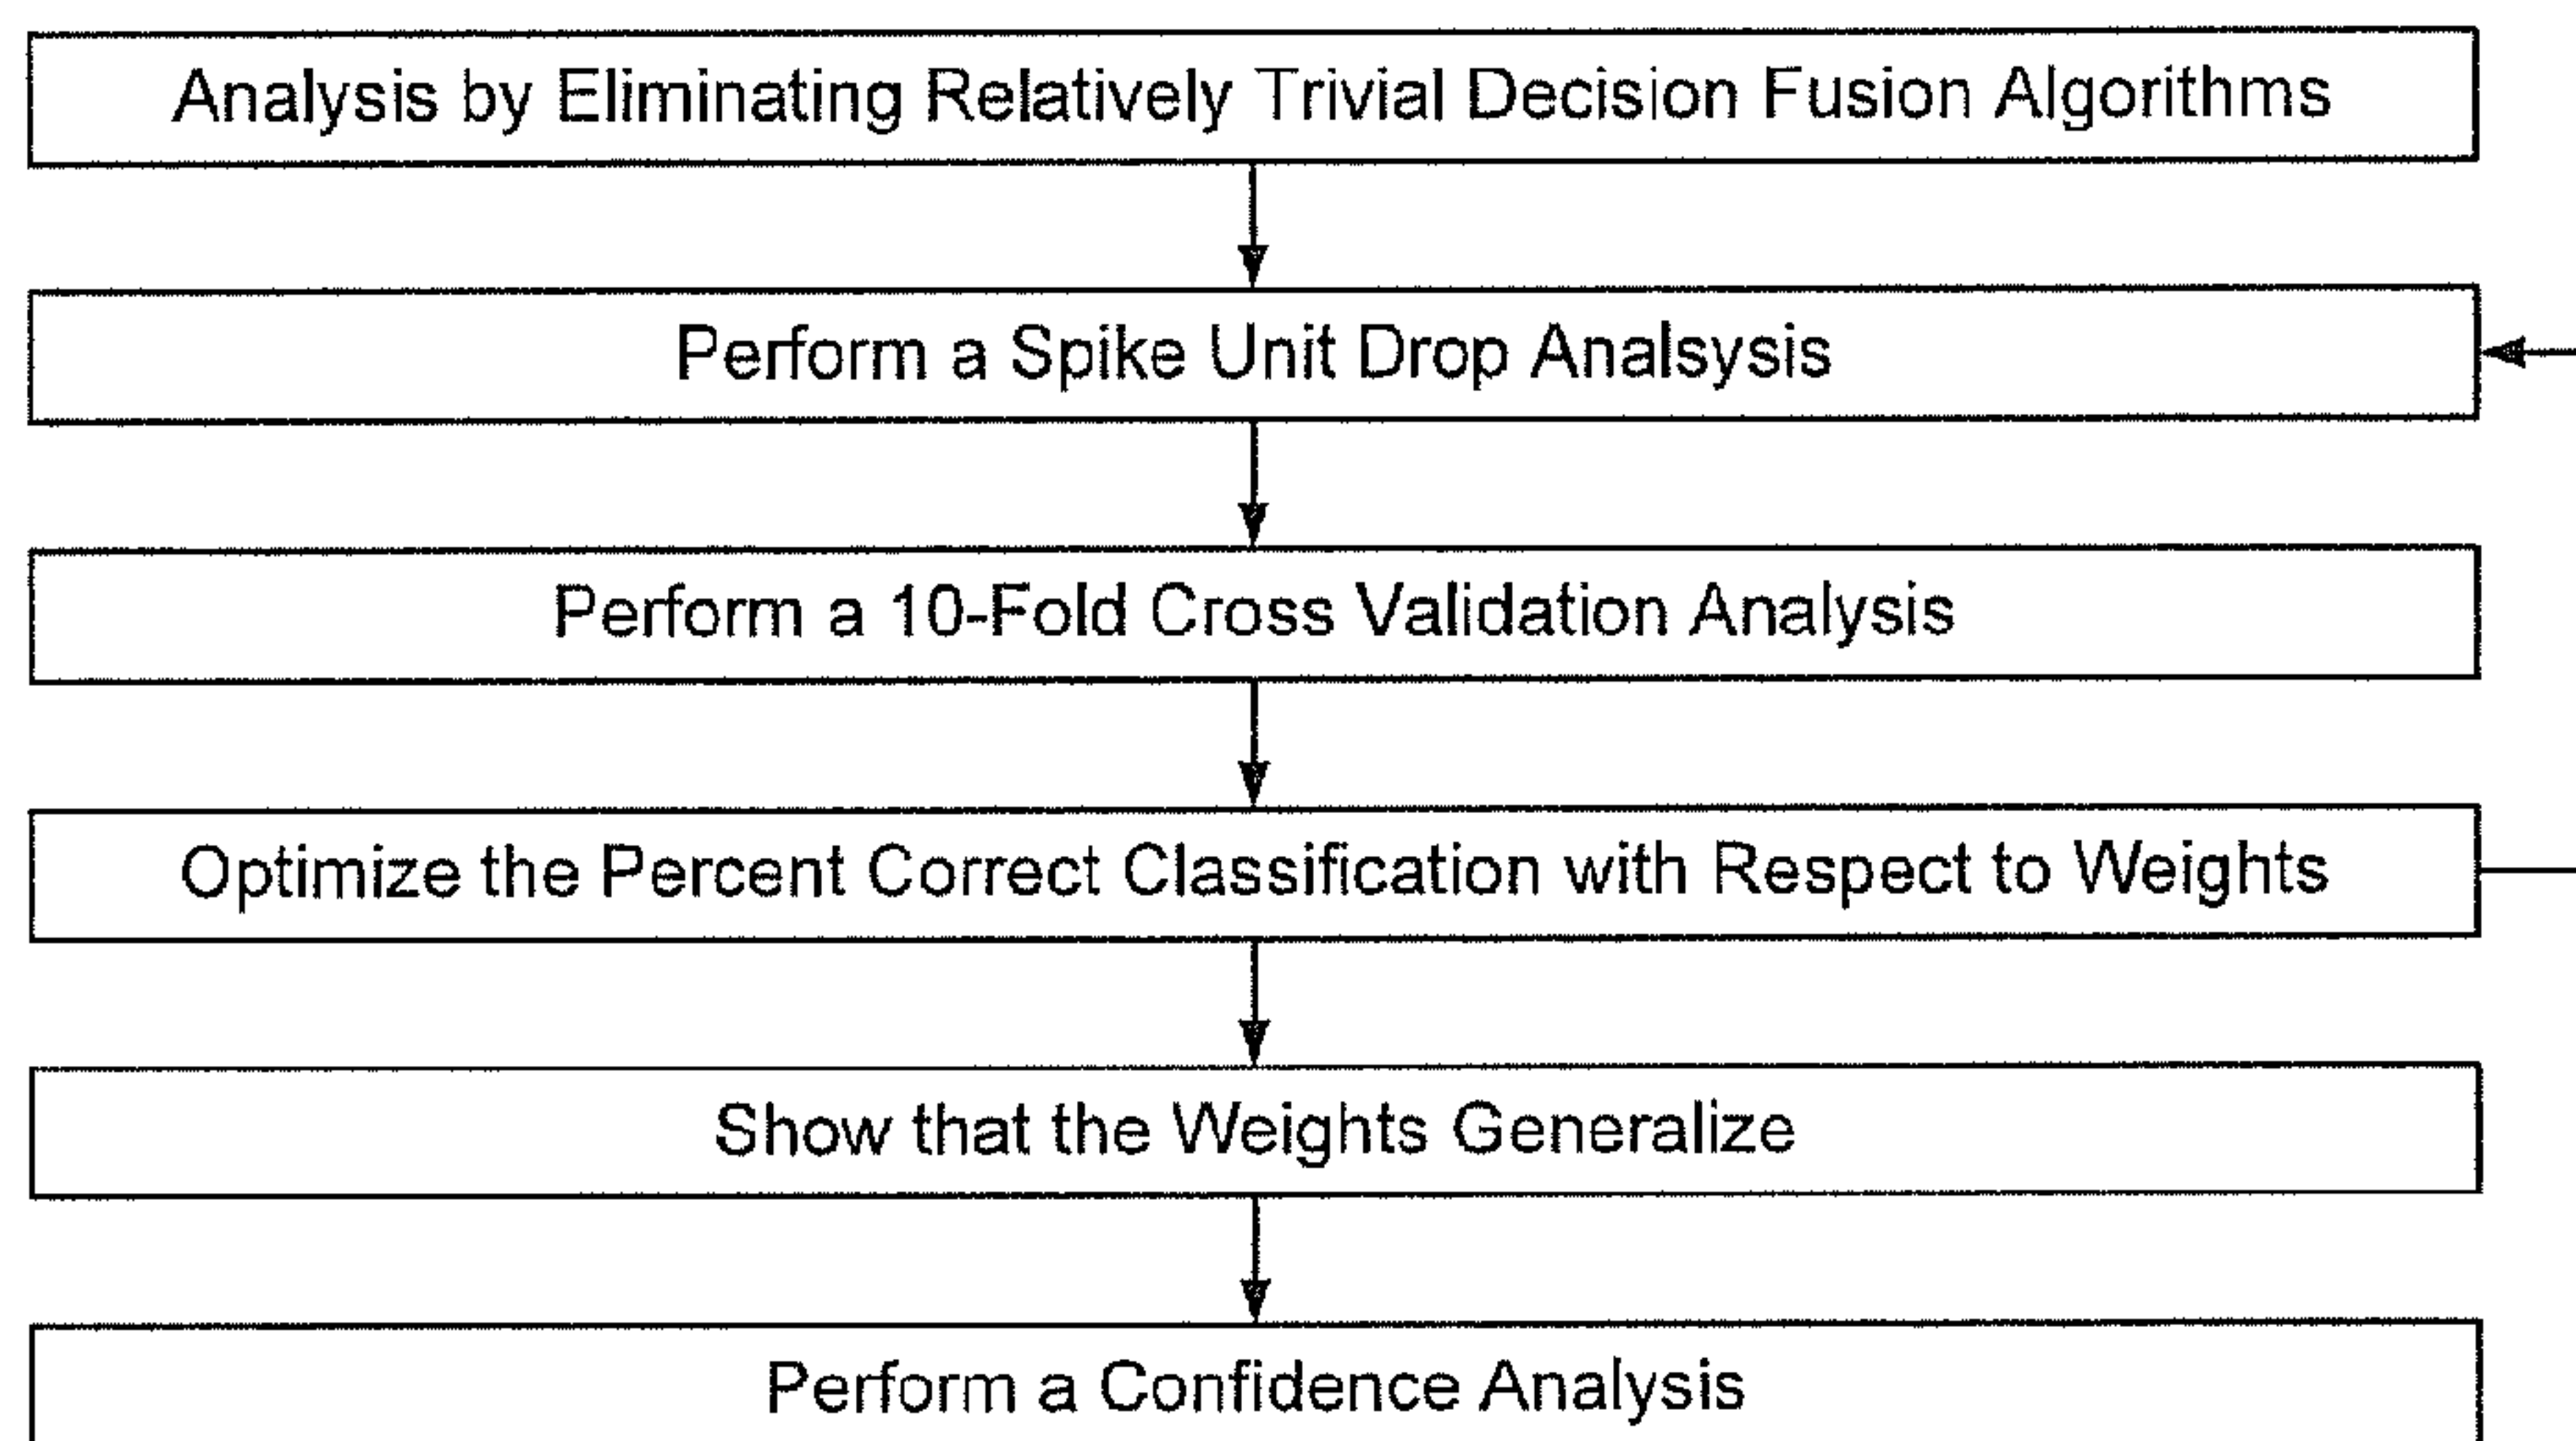 Analysis by Eliminating Relatively Trivial Decision Fusion Algorithms
Perform a Spike Unit Drop Analsysis
Perform a 10-Fold Cross Validation Analysis
Optimize the Percent Correct Classification with Respect to Weights
Show that the Weights Generalize
Perform a Confidence Analysis